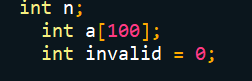 int n;
int a[100];
int invalid = 0;